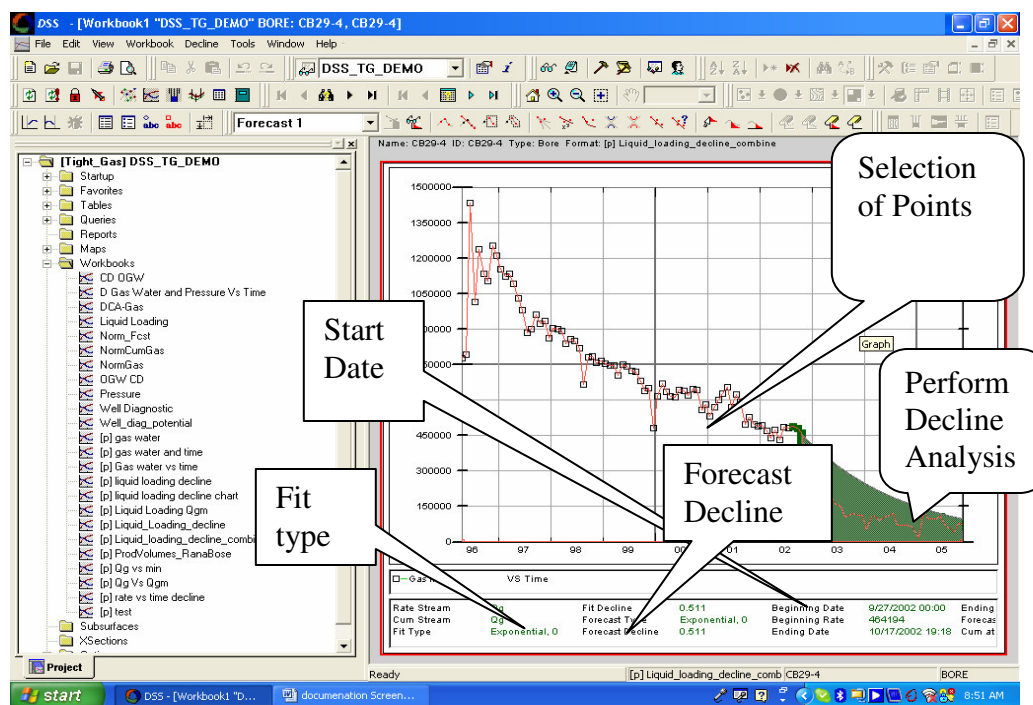 DSS - [Workbook1 "DSS_TG_DEMO" BORE: CB29-4, CB29-4]
File Edit View Workbook Decline Tools Window Help
DSS_TG_DEMO
Forecast 1
Name: CB29-4 ID: CB29-4 Type: Bore Format: [p] Liquid_loading_decline_combine
[Tight_Gas] DSS_TG_DEMO
Startup
Favorites
Tables
Queries
Reports
Maps
Workbooks
CD OGW
D Gas Water and Pressure Vs Time
DCA-Gas
Liquid Loading
Norm_Fcst
NormCumGas
NormGas
OGW CD
Pressure
Well Diagnostic
Well_diag_potential
[p] gas water
[p] gas water and time
[p] Gas water vs time
[p] liquid loading decline
[p] liquid loading decline chart
[p] Liquid Loading Qgm
[p] Liquid_Loading_decline
[p] Liquid_loading_decline_combi
[p] ProdVolumes_RanaBose
[p] Qg vs min
[p] Qg Vs Qgm
[p] rate vs time decline
[p] test
Subsurfaces
XSections
Project
Selection
of Points
Start
Date
Graph
Perform
Decline
Analysis
Fit
type
Forecast
Decline
1500000
1350000
1200000
1050000
450000
300000
150000
0
96 97 98 99 00 01 02 03 04 05
VS Time
Rate Stream Qg Fit Decline 0.511 Beginning Date 9/27/2002 00:00 Ending
Cum Stream Qg Forecast Type Exponential, 0 Beginning Rate 464194 Forecas
Fit Type Exponential, 0 Forecast Decline 0.511 Ending Date 10/17/2002 19:18 Cum at
Ready [p] Liquid_loading_decline_comb CB29-4 BORE
start DSS - [Workbook1 "D... documenation Screen... 8:51 AM